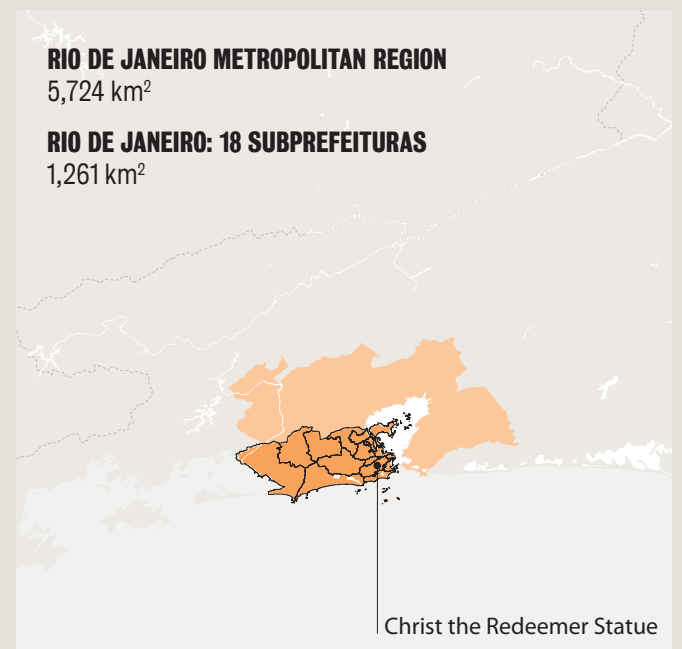 RIO DE JANEIRO METROPOLITAN REGION
5,724 km²
RIO DE JANEIRO: 18 SUBPREFEITURAS
1,261 km²
Christ the Redeemer Statue